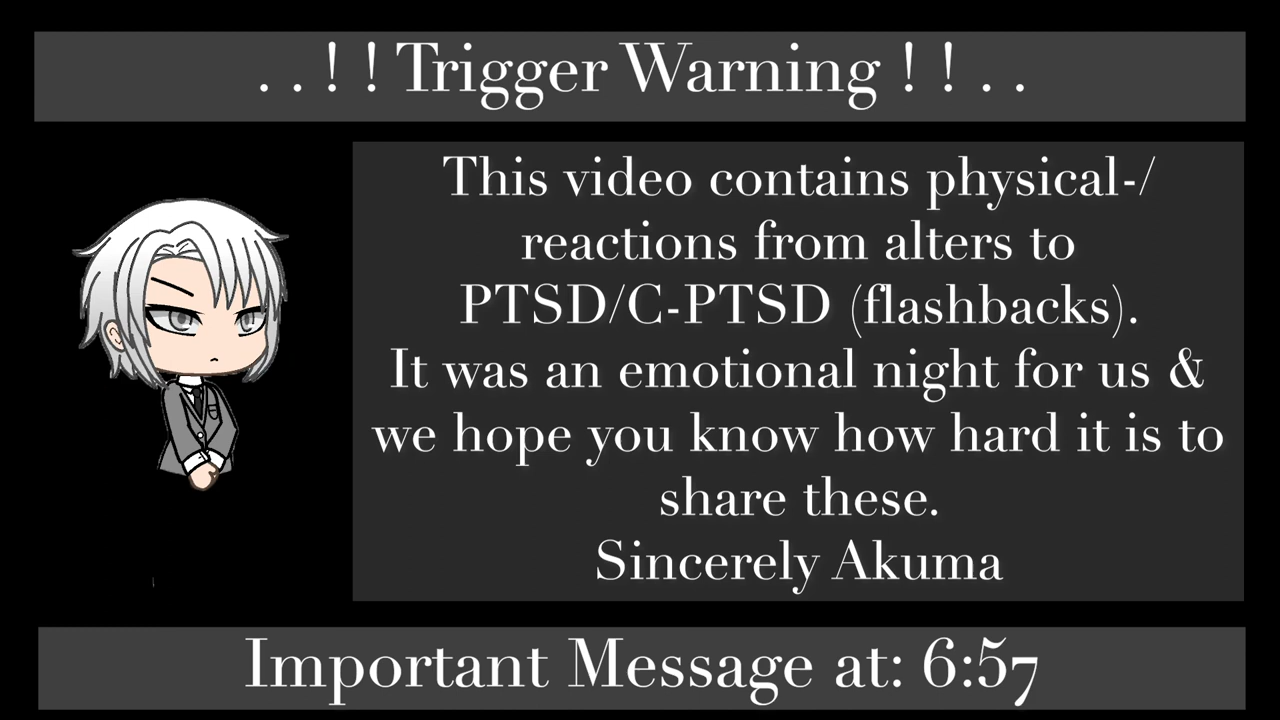 . . ! ! Trigger Warning ! ! . .
This video contains physical-/
reactions from alters to
PTSD/C-PTSD (flashbacks).
It was an emotional night for us &
we hope you know how hard it is to
share these.
Sincerely Akuma
Important Message at: 6:57